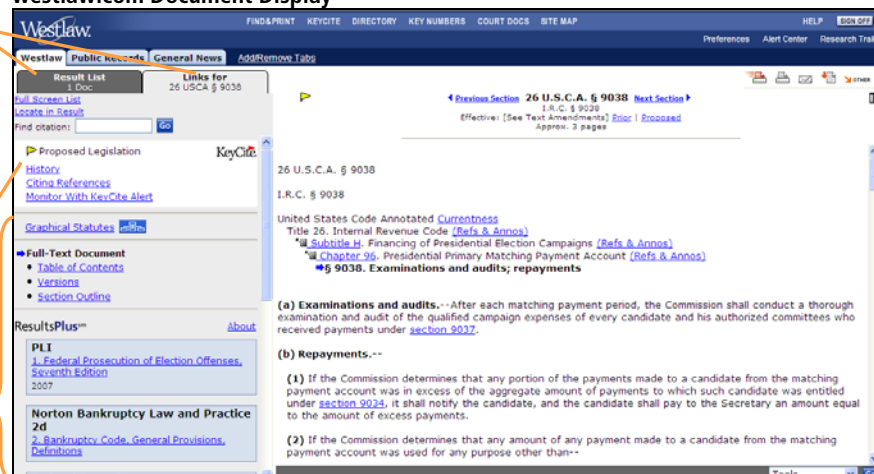 Westlaw.com Document Display
Westlaw.
FIND&PRINT KEYCITE DIRECTORY KEY NUMBERS COURT DOCS SITE MAP
HELP SIGN OFF
Preferences Alert Center Research Trail
Westlaw Public Records General News Add/Remove Tabs
Result List
1 Doc
Links for
26 USCA § 9038
Full Screen List
Locate in Result
Find citation: Go
Proposed Legislation KeyCite.
History
Citing References
Monitor With KeyCite Alert
Graphical Statutes
Full-Text Document
• Table of Contents
• Versions
• Section Outline
ResultsPlus℠ About
PLI
1. Federal Prosecution of Election Offenses,
Seventh Edition
2007
Norton Bankruptcy Law and Practice
2d
2. Bankruptcy Code, General Provisions,
Definitions
OTHER
Previous Section 26 U.S.C.A. § 9038 Next Section
I.R.C. § 9038
Effective: [See Text Amendments] Prior | Proposed
Approx. 3 pages
26 U.S.C.A. § 9038
I.R.C. § 9038
United States Code Annotated Currentness
Title 26. Internal Revenue Code (Refs & Annos)
Subtitle H. Financing of Presidential Election Campaigns (Refs & Annos)
Chapter 96. Presidential Primary Matching Payment Account (Refs & Annos)
§ 9038. Examinations and audits; repayments
(a) Examinations and audits.--After each matching payment period, the Commission shall conduct a thorough
examination and audit of the qualified campaign expenses of every candidate and his authorized committees who
received payments under section 9037.
(b) Repayments.--
(1) If the Commission determines that any portion of the payments made to a candidate from the matching
payment account was in excess of the aggregate amount of payments to which such candidate was entitled
under section 9034, it shall notify the candidate, and the candidate shall pay to the Secretary an amount equal
to the amount of excess payments.
(2) If the Commission determines that any amount of any payment made to a candidate from the matching
payment account was used for any purpose other than--
Tools